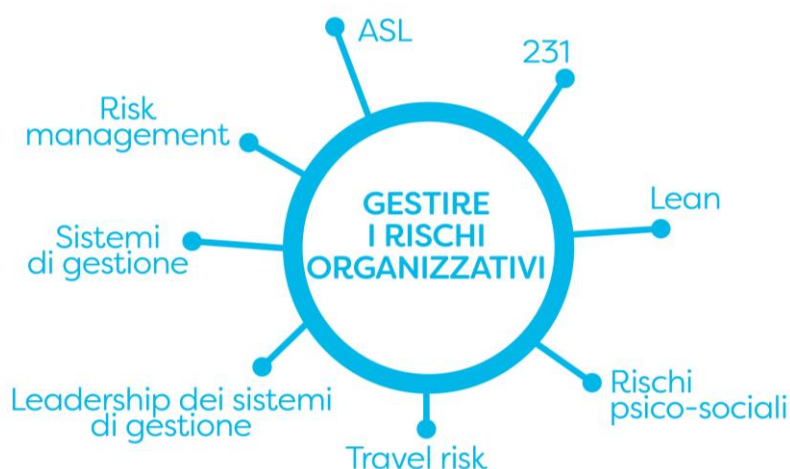 ASL
231
Risk
management
GESTIRE
I RISCHI
ORGANIZZATIVI
Lean
Sistemi
di gestione
Leadership dei sistemi
di gestione
Rischi
psico-sociali
Travel risk